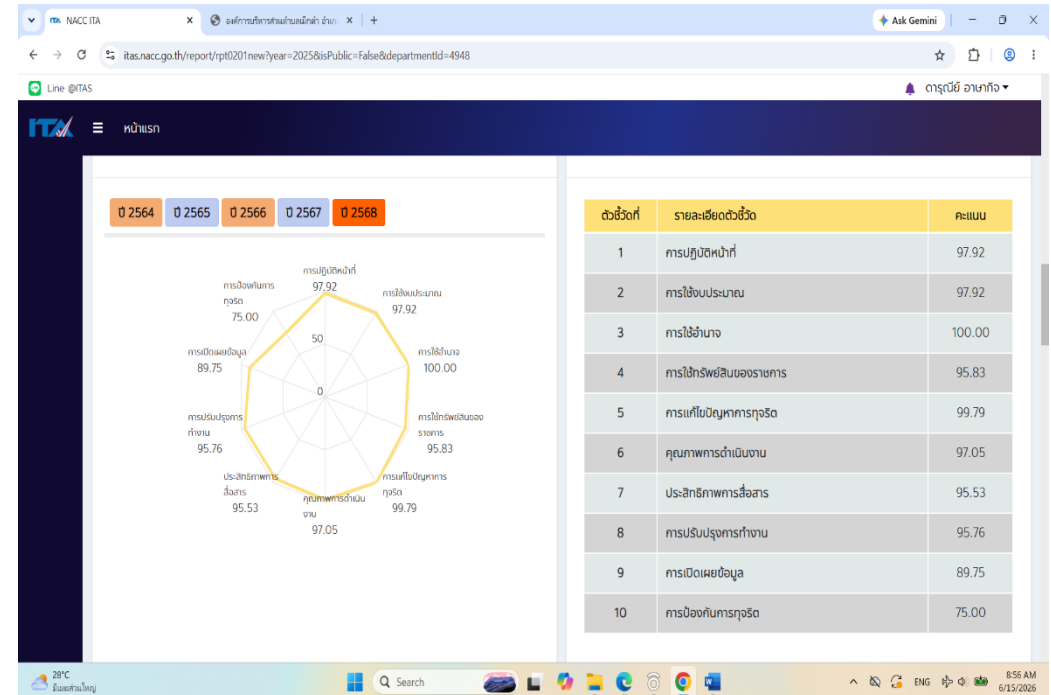 NACC ITA
องค์การบริหารส่วนตำบลเม็กดำ อำเภ
Ask Gemini
itas.nacc.go.th/report/rpt0201new?year=2025&isPublic=False&departmentId=4948
Line @ITAS
ดารุณีย์ อาษากิจ
ITA หน้าแรก
ปี 2564 ปี 2565 ปี 2566 ปี 2567 ปี 2568
การปฏิบัติหน้าที่
97.92
การใช้งบประมาณ
97.92
การใช้อำนาจ
100.00
การใช้ทรัพย์สินของ
ราชการ
95.83
การแก้ไขปัญหาการ
ทุจริต
99.79
คุณภาพการดำเนิน
งาน
97.05
ประสิทธิภาพการ
สื่อสาร
95.53
การปรับปรุงการ
ทำงาน
95.76
การเปิดเผยข้อมูล
89.75
การป้องกันการ
ทุจริต
75.00
50
0
ตัวชี้วัดที่ รายละเอียดตัวชี้วัด คะแนน
1 การปฏิบัติหน้าที่ 97.92
2 การใช้งบประมาณ 97.92
3 การใช้อำนาจ 100.00
4 การใช้ทรัพย์สินของราชการ 95.83
5 การแก้ไขปัญหาการทุจริต 99.79
6 คุณภาพการดำเนินงาน 97.05
7 ประสิทธิภาพการสื่อสาร 95.53
8 การปรับปรุงการทำงาน 95.76
9 การเปิดเผยข้อมูล 89.75
10 การป้องกันการทุจริต 75.00
28°C
มีเมฆส่วนใหญ่
Search
ENG
8:56 AM
6/15/2026